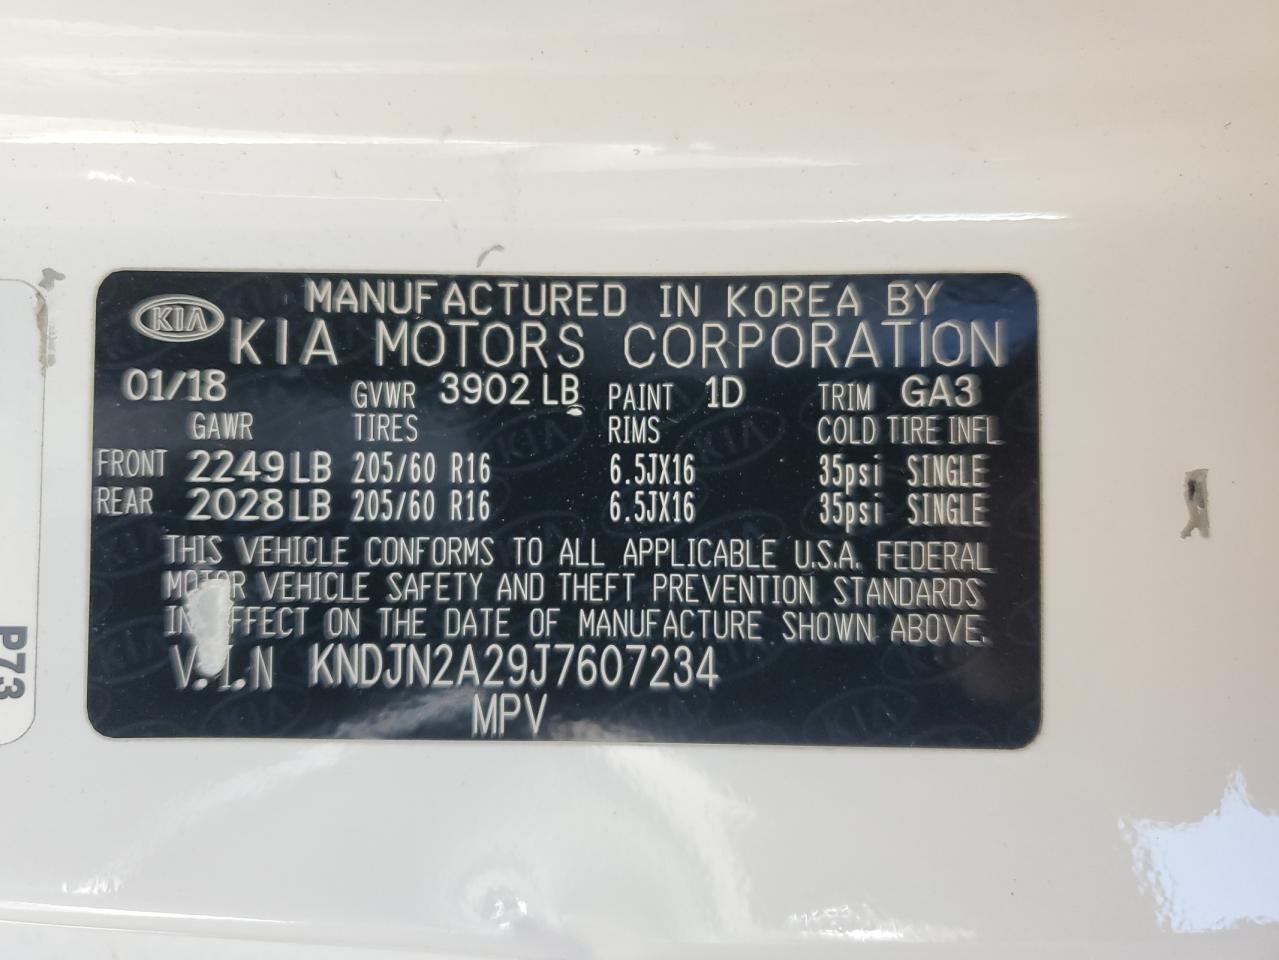 MANUFACTURED IN KOREA BY
KIA KIA MOTORS CORPORATION
01/18 GVWR 3902 LB PAINT 1D TRIM GA3
GAWR TIRES RIMS COLD TIRE INFL
FRONT 2249 LB 205/60 R16 6.5JX16 35psi SINGLE
REAR 2028 LB 205/60 R16 6.5JX16 35psi SINGLE
THIS VEHICLE CONFORMS TO ALL APPLICABLE U.S.A. FEDERAL
MOTOR VEHICLE SAFETY AND THEFT PREVENTION STANDARDS
IN EFFECT ON THE DATE OF MANUFACTURE SHOWN ABOVE.
V.I.N KNDJN2A29J7607234
MPV
P73